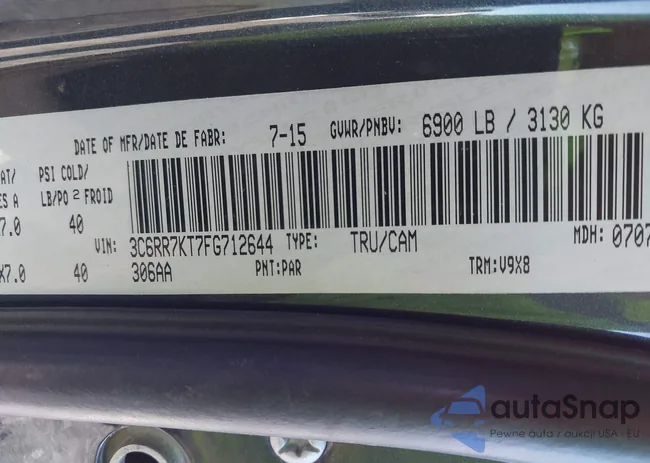 DATE OF MFR/DATE DE FABR: 7-15 GVWR/PNBV: 6900 LB / 3130 KG
AT/ PSI COLD/
ES A LB/PO 2 FROID
7.0 40
VIN: 3C6RR7KT7FG712644 TYPE: TRU/CAM MDH: 0707
X7.0 40 306AA PNT:PAR TRM:V9X8
autaSnap
Pewne auta z aukcji USA - EU